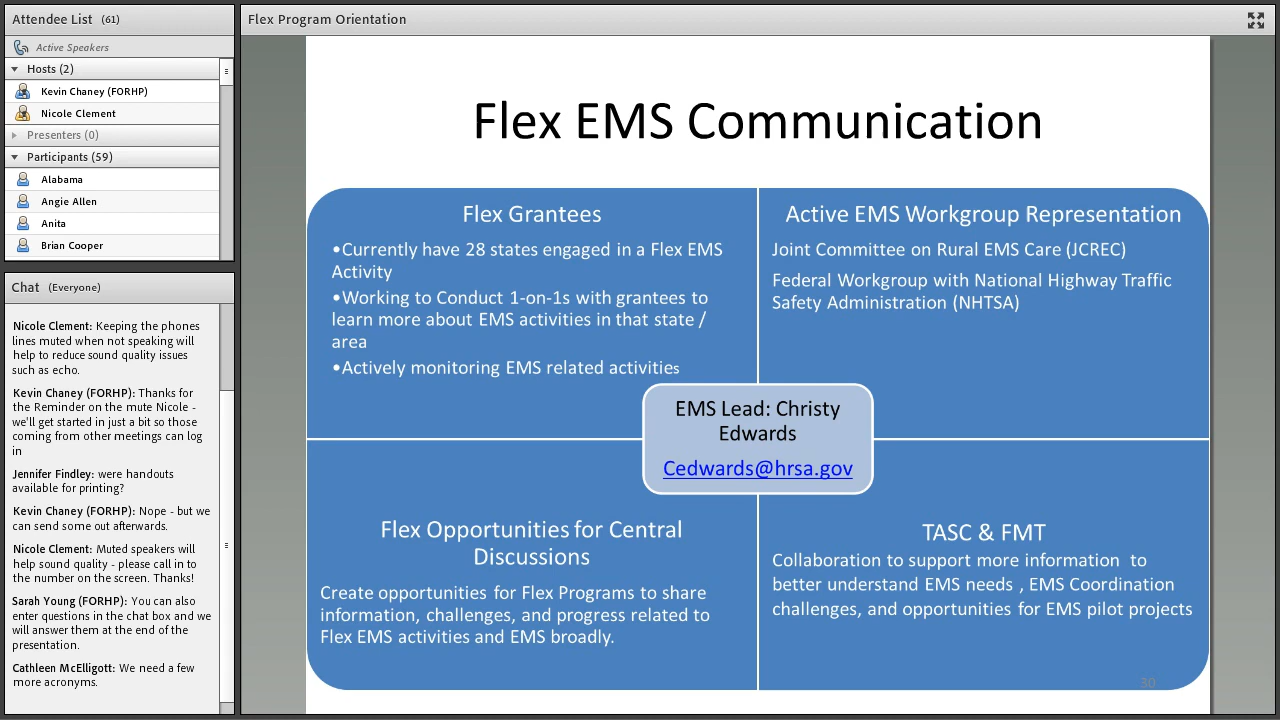 Attendee List (61)
Active Speakers
Hosts (2)
Kevin Chaney (FORHP)
Nicole Clement
Presenters (0)
Participants (59)
Alabama
Angie Allen
Anita
Brian Cooper
Chat (Everyone)
Nicole Clement: Keeping the phones
lines muted when not speaking will
help to reduce sound quality issues
such as echo.
Kevin Chaney (FORHP): Thanks for
the Reminder on the mute Nicole -
we'll get started in just a bit so those
coming from other meetings can log
in
Jennifer Findley: were handouts
available for printing?
Kevin Chaney (FORHP): Nope - but we
can send some out afterwards.
Nicole Clement: Muted speakers will
help sound quality - please call in to
the number on the screen. Thanks!
Sarah Young (FORHP): You can also
enter questions in the chat box and we
will answer them at the end of the
presentation.
Cathleen McElligott: We need a few
more acronyms.
Flex Program Orientation
Flex EMS Communication
Flex Grantees
•Currently have 28 states engaged in a Flex EMS
Activity
•Working to Conduct 1-on-1s with grantees to
learn more about EMS activities in that state /
area
•Actively monitoring EMS related activities
Active EMS Workgroup Representation
Joint Committee on Rural EMS Care (JCREC)
Federal Workgroup with National Highway Traffic
Safety Administration (NHTSA)
EMS Lead: Christy
Edwards
Cedwards@hrsa.gov
Flex Opportunities for Central
Discussions
Create opportunities for Flex Programs to share
information, challenges, and progress related to
Flex EMS activities and EMS broadly.
TASC & FMT
Collaboration to support more information  to
better understand EMS needs , EMS Coordination
challenges, and opportunities for EMS pilot projects
30